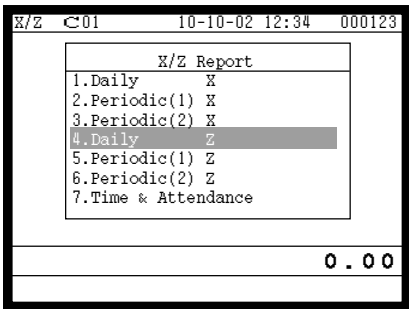 X/Z C01 10-10-02 12:34 000123
X/Z Report
1.Daily X
2.Periodic(1) X
3.Periodic(2) X
4.Daily Z
5.Periodic(1) Z
6.Periodic(2) Z
7.Time & Attendance
0.00